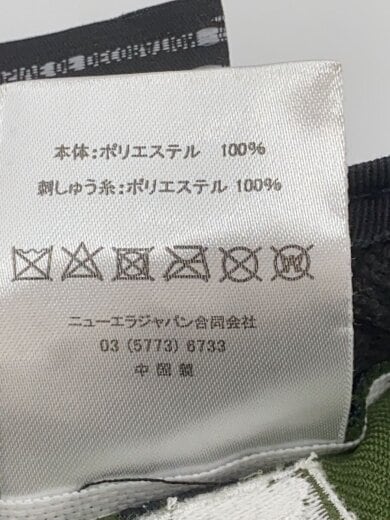 OF DECORATION
本体:ポリエステル 100%
刺しゅう糸:ポリエステル 100%
W
ニューエラジャパン合同会社
03 (5773) 6733
中国製